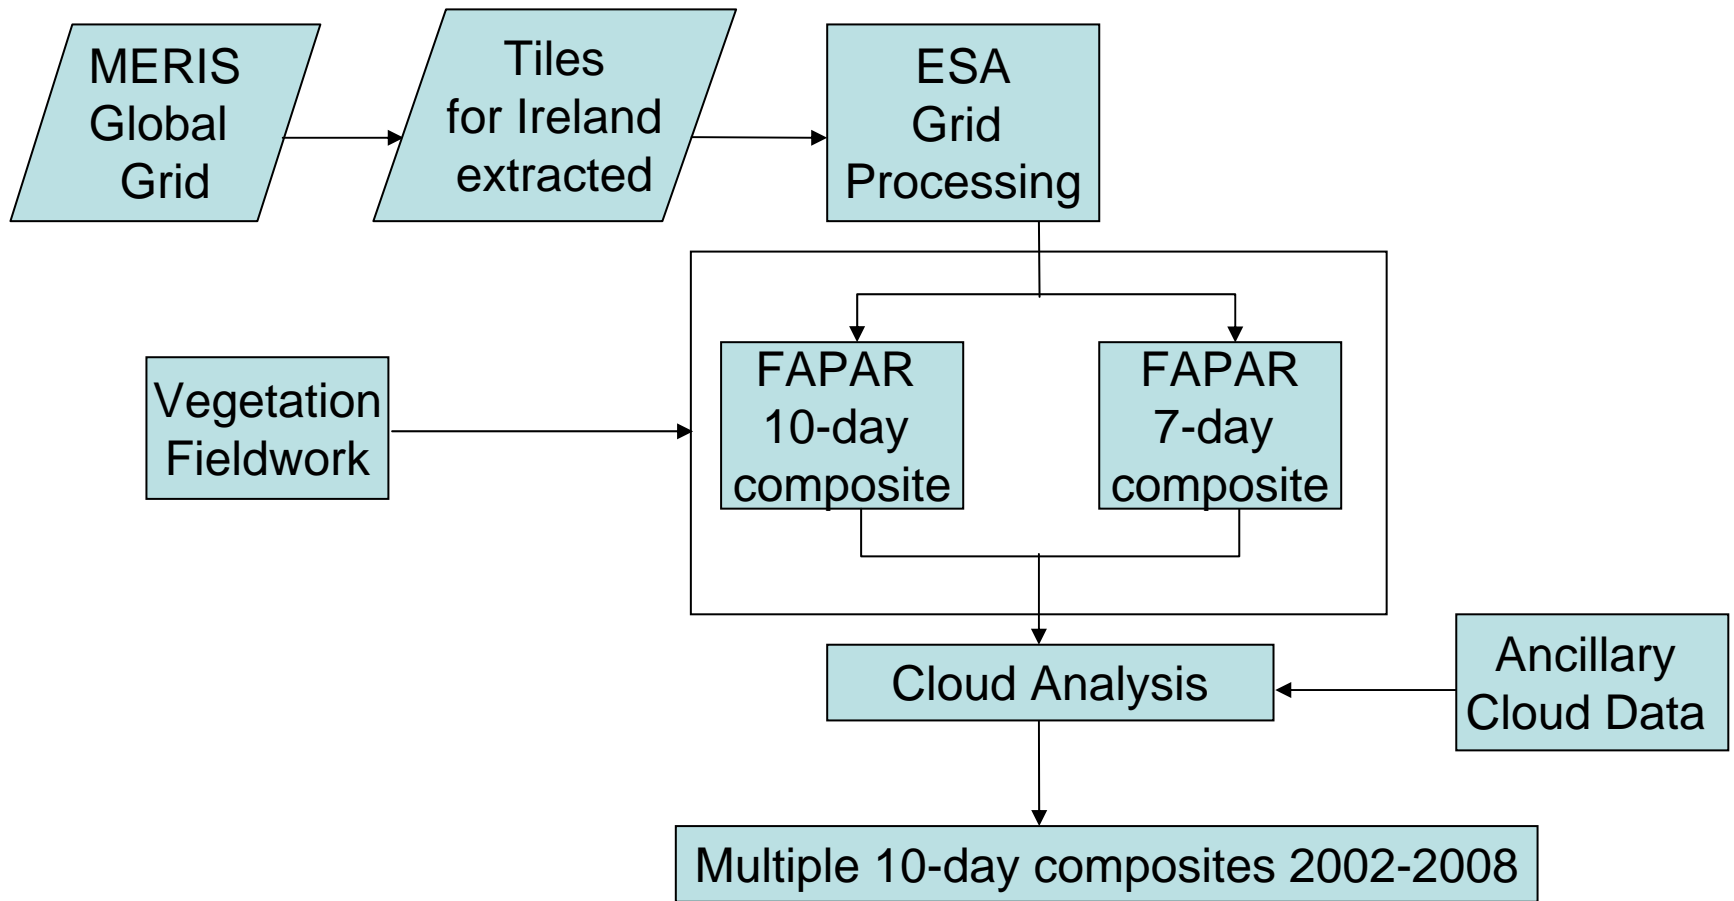 MERIS
Global
Grid
Tiles
for Ireland
extracted
ESA
Grid
Processing
Vegetation
Fieldwork
FAPAR
10-day
composite
FAPAR
7-day
composite
Cloud Analysis
Ancillary
Cloud Data
Multiple 10-day composites 2002-2008